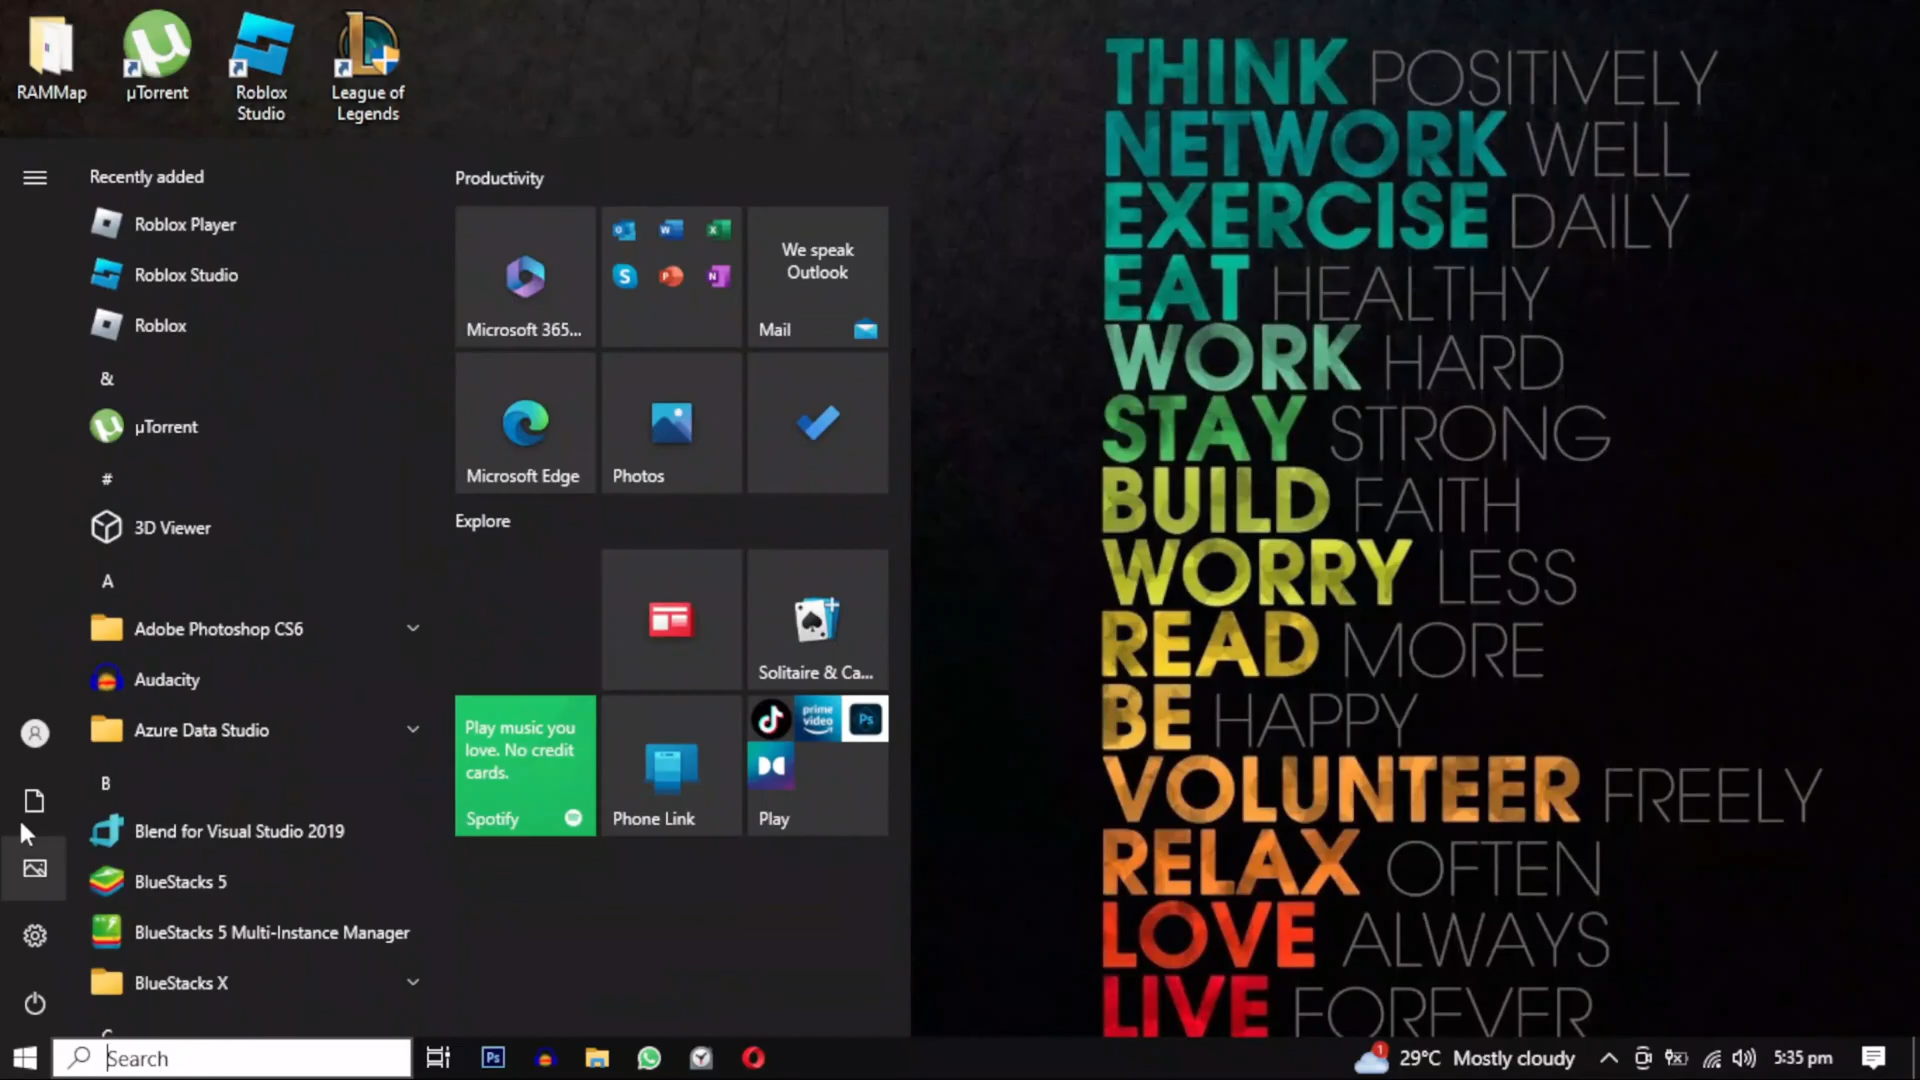 RAMMap
µTorrent
Roblox
Studio
League of
Legends
Recently added
Roblox Player
Roblox Studio
Roblox
&
µTorrent
#
3D Viewer
A
Adobe Photoshop CS6
Audacity
Azure Data Studio
B
Blend for Visual Studio 2019
BlueStacks 5
BlueStacks 5 Multi-Instance Manager
BlueStacks X
Productivity
Microsoft 365...
We speak
Outlook
Mail
Microsoft Edge
Photos
Explore
Solitaire & Ca...
Play music you
love. No credit
cards.
Spotify
Phone Link
prime
video
Ps
Play
THINK POSITIVELY
NETWORK WELL
EXERCISE DAILY
EAT HEALTHY
WORK HARD
STAY STRONG
BUILD FAITH
WORRY LESS
READ MORE
BE HAPPY
VOLUNTEER FREELY
RELAX OFTEN
LOVE ALWAYS
LIVE FOREVER
Search
Ps
1
29°C Mostly cloudy
5:35 pm